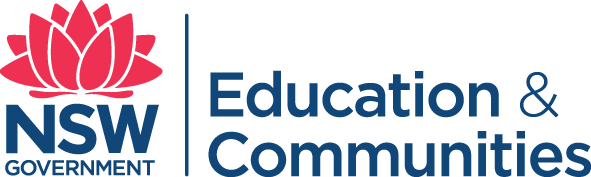 NSW
GOVERNMENT
Education &
Communities